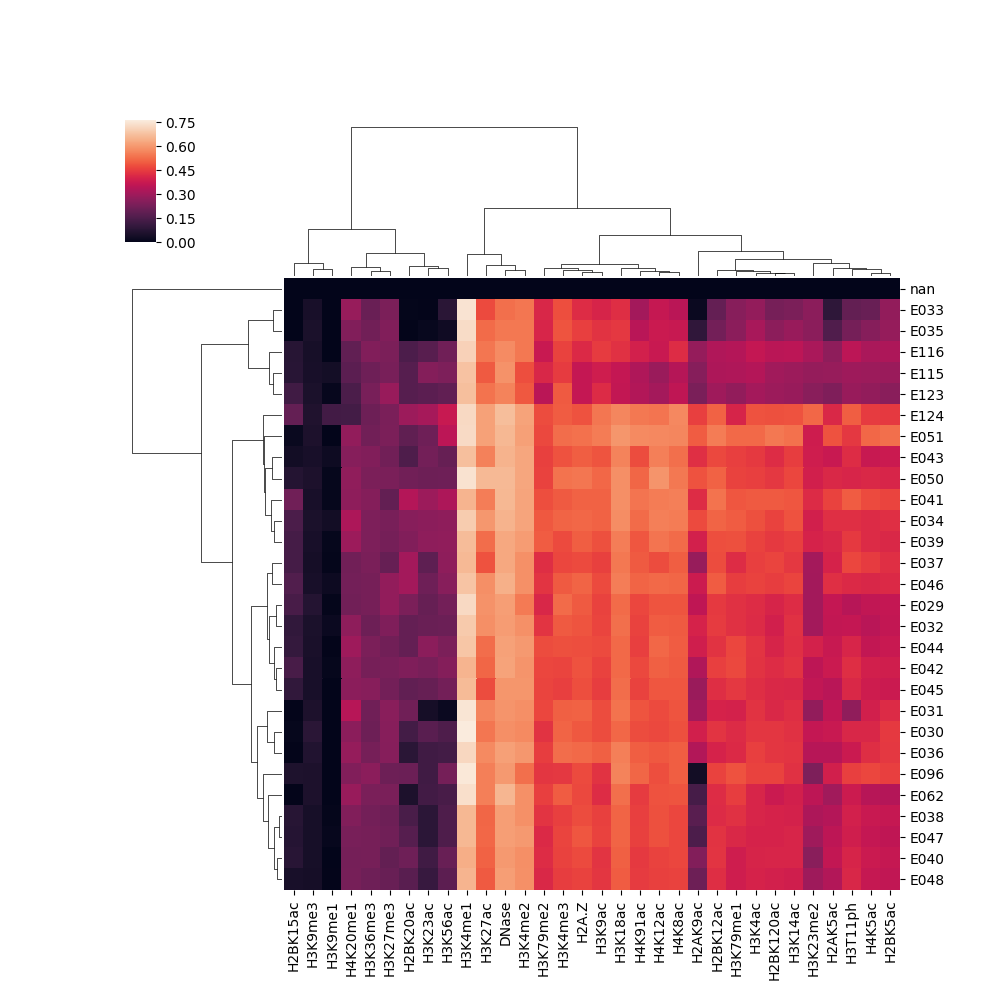 0.75
0.60
0.45
0.30
0.15
0.00
nan
E033
E035
E116
E115
E123
E124
E051
E043
E050
E041
E034
E039
E037
E046
E029
E032
E044
E042
E045
E031
E030
E036
E096
E062
E038
E047
E040
E048
H2BK15ac
H3K9me3
H3K9me1
H4K20me1
H3K36me3
H3K27me3
H2BK20ac
H3K23ac
H3K56ac
H3K4me1
H3K27ac
DNase
H3K4me2
H3K79me2
H3K4me3
H2A.Z
H3K9ac
H3K18ac
H4K91ac
H4K12ac
H4K8ac
H2AK9ac
H2BK12ac
H3K79me1
H3K4ac
H2BK120ac
H3K14ac
H3K23me2
H2AK5ac
H3T11ph
H4K5ac
H2BK5ac